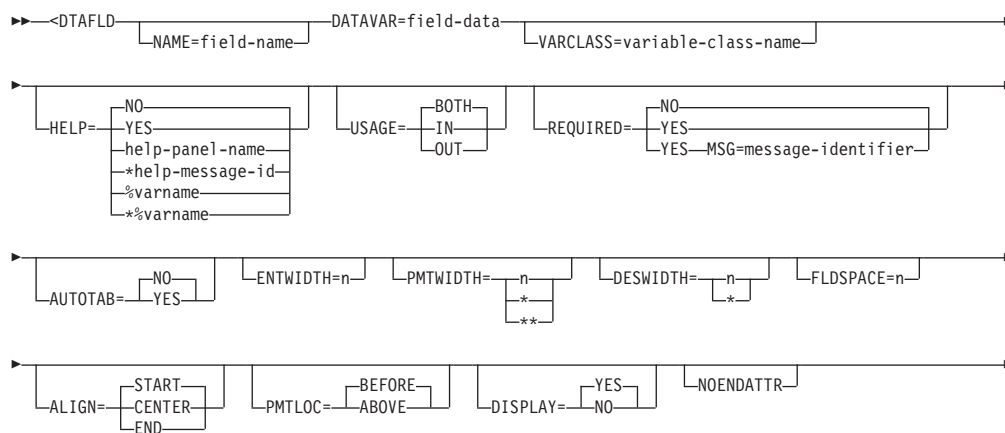 <DTAFLD DATAVAR=field-data
NAME=field-name VARCLASS=variable-class-name
NO BOTH NO
HELP= YES USAGE= IN REQUIRED= YES
help-panel-name OUT YES MSG=message-identifier
*help-message-id
%varname
*%varname
NO
AUTOTAB= YES ENTWIDTH=n PMTWIDTH= n DESWIDTH= n FLDSPACE=n
* *
**
START BEFORE YES NOENDATTR
ALIGN= CENTER PMTLOC= ABOVE DISPLAY= NO
END